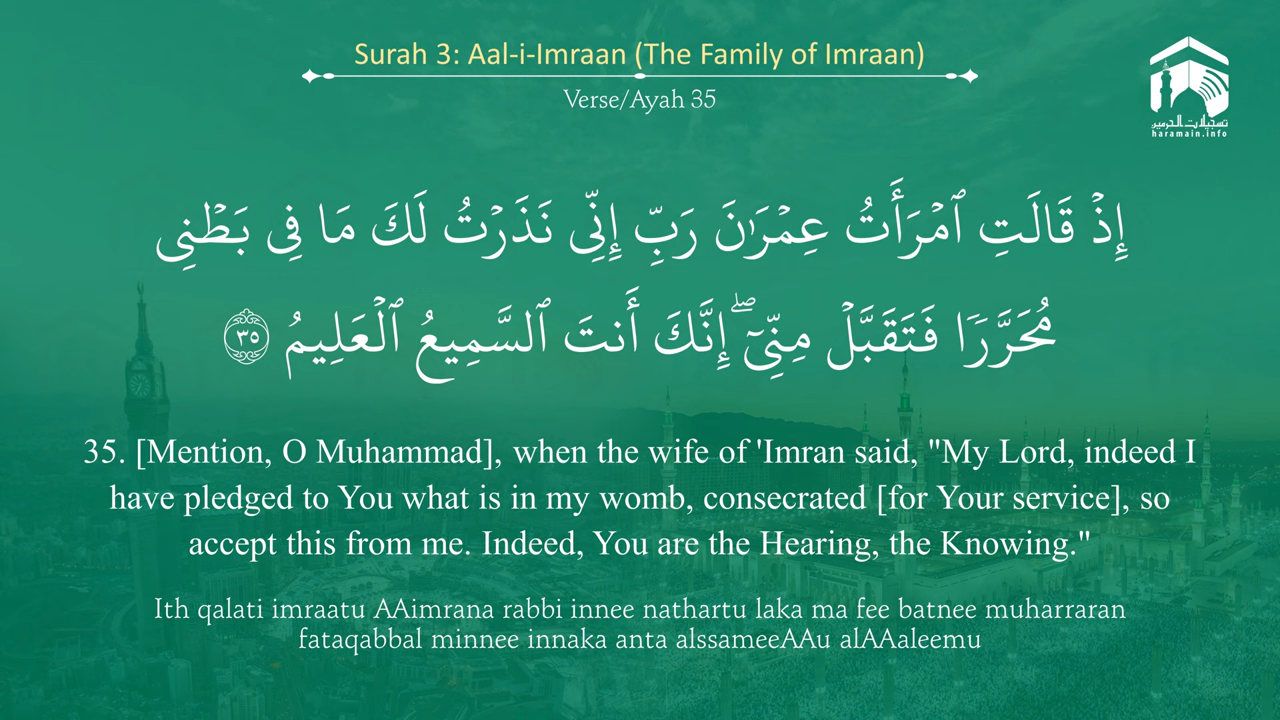 Surah 3: Aal-i-Imraan (The Family of Imraan)
Verse/Ayah 35
تسجيلات الحرمين
haramain.info
إِذۡ قَالَتِ ٱمۡرَأَتُ عِمۡرَٰنَ رَبِّ إِنِّي نَذَرۡتُ لَكَ مَا فِي بَطۡنِي
مُحَرَّرٗا فَتَقَبَّلۡ مِنِّيٓۖ إِنَّكَ أَنتَ ٱلسَّمِيعُ ٱلۡعَلِيمُ ٣٥
35. [Mention, O Muhammad], when the wife of 'Imran said, "My Lord, indeed I
have pledged to You what is in my womb, consecrated [for Your service], so
accept this from me. Indeed, You are the Hearing, the Knowing."
Ith qalati imraatu AAimrana rabbi innee nathartu laka ma fee batnee muharraran
fataqabbal minnee innaka anta alssameeAAu alAAaleemu